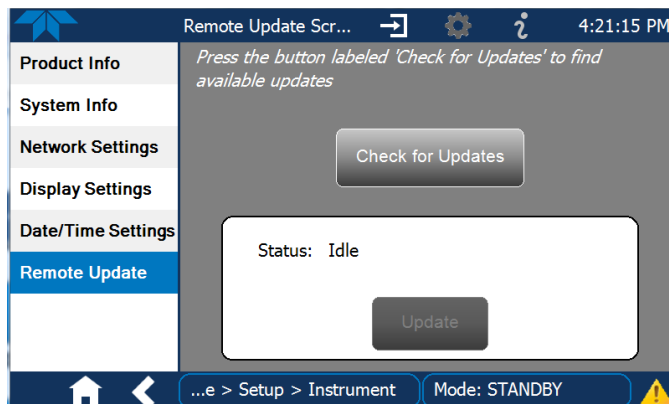 Remote Update Scr... 4:21:15 PM
Product Info
System Info
Network Settings
Display Settings
Date/Time Settings
Remote Update
Press the button labeled 'Check for Updates' to find
available updates
Check for Updates
Status: Idle
Update
...e > Setup > Instrument Mode: STANDBY